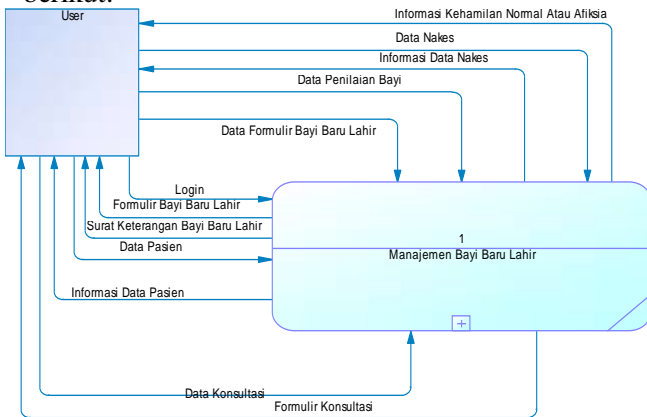 berikut:
User
Informasi Kehamilan Normal Atau Afiksia
Data Nakes
Informasi Data Nakes
Data Penilaian Bayi
Data Formulir Bayi Baru Lahir
Login
Formulir Bayi Baru Lahir
Surat Keterangan Bayi Baru Lahir
Data Pasien
1
Manajemen Bayi Baru Lahir
Informasi Data Pasien
Data Konsultasi
Formulir Konsultasi